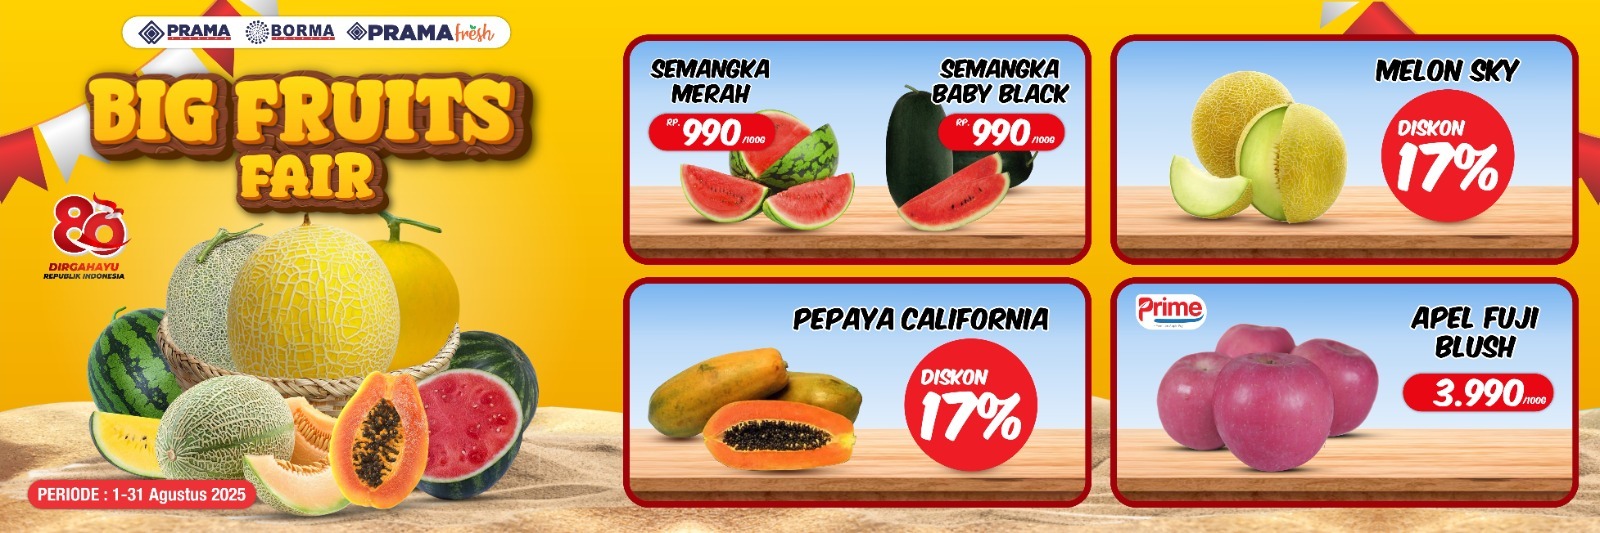 PRAMA
BORMA
PRAMA fresh
BIG FRUITS
FAIR
80
DIRGAHAYU
REPUBLIK INDONESIA
PERIODE : 1-31 Agustus 2025
SEMANGKA
MERAH
RP. 990 /100G
SEMANGKA
BABY BLACK
RP. 990 /100G
MELON SKY
DISKON
17%
PEPAYA CALIFORNIA
DISKON
17%
Prime
APEL FUJI
BLUSH
3.990 /100G